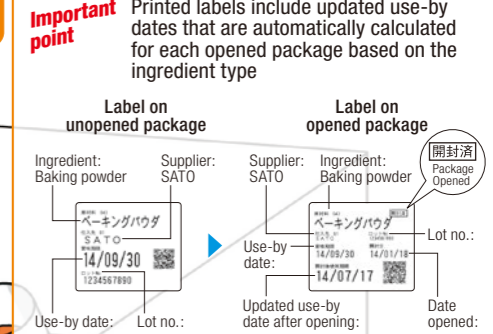 Important
point
Printed labels include updated use-by
dates that are automatically calculated
for each opened package based on the
ingredient type
Label on
unopened package
Ingredient:
Baking powder
Supplier:
SATO
ベーキングパウダ
SATO
14/09/30
1234567890
Use-by date:
Lot no.:
Label on
opened package
Supplier:
SATO
Ingredient:
Baking powder
開封済
Package
Opened
ベーキングパウダ
SATO
14/09/30
14/01/18
14/07/17
Lot no.:
Use-by
date:
Updated use-by
date after opening:
Date
opened: